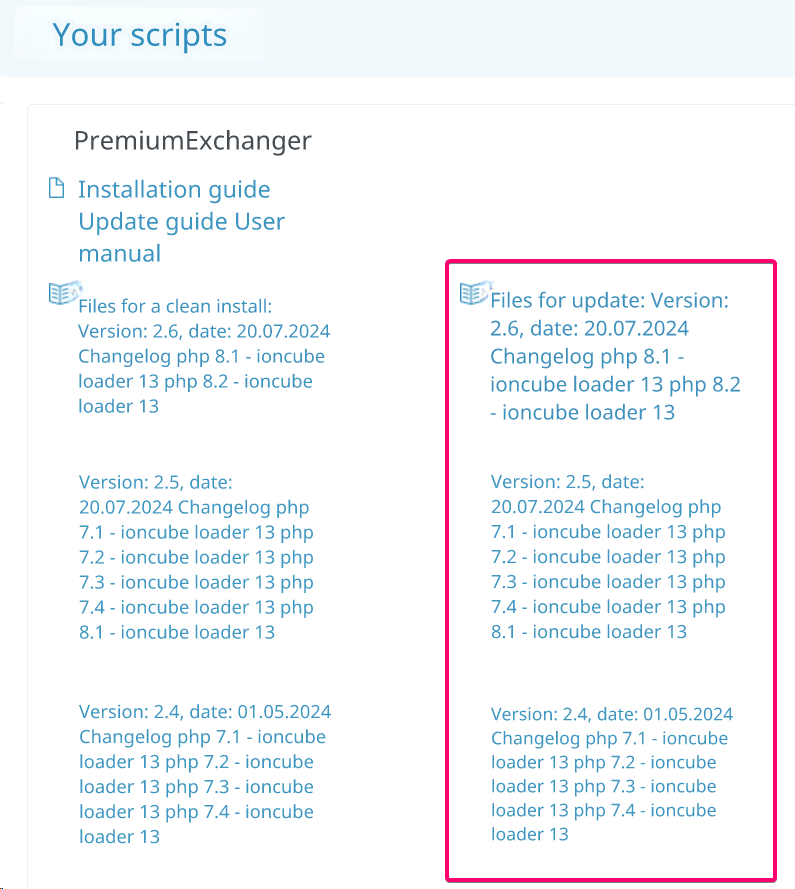 Your scripts
PremiumExchanger
Installation guide
Update guide User
manual
Files for a clean install:
Version: 2.6, date: 20.07.2024
Changelog php 8.1 - ioncube
loader 13 php 8.2 - ioncube
loader 13
Version: 2.5, date:
20.07.2024 Changelog php
7.1 - ioncube loader 13 php
7.2 - ioncube loader 13 php
7.3 - ioncube loader 13 php
7.4 - ioncube loader 13 php
8.1 - ioncube loader 13
Version: 2.4, date: 01.05.2024
Changelog php 7.1 - ioncube
loader 13 php 7.2 - ioncube
loader 13 php 7.3 - ioncube
loader 13 php 7.4 - ioncube
loader 13
Files for update: Version:
2.6, date: 20.07.2024
Changelog php 8.1 -
ioncube loader 13 php 8.2
- ioncube loader 13
Version: 2.5, date:
20.07.2024 Changelog php
7.1 - ioncube loader 13 php
7.2 - ioncube loader 13 php
7.3 - ioncube loader 13 php
7.4 - ioncube loader 13 php
8.1 - ioncube loader 13
Version: 2.4, date: 01.05.2024
Changelog php 7.1 - ioncube
loader 13 php 7.2 - ioncube
loader 13 php 7.3 - ioncube
loader 13 php 7.4 - ioncube
loader 13